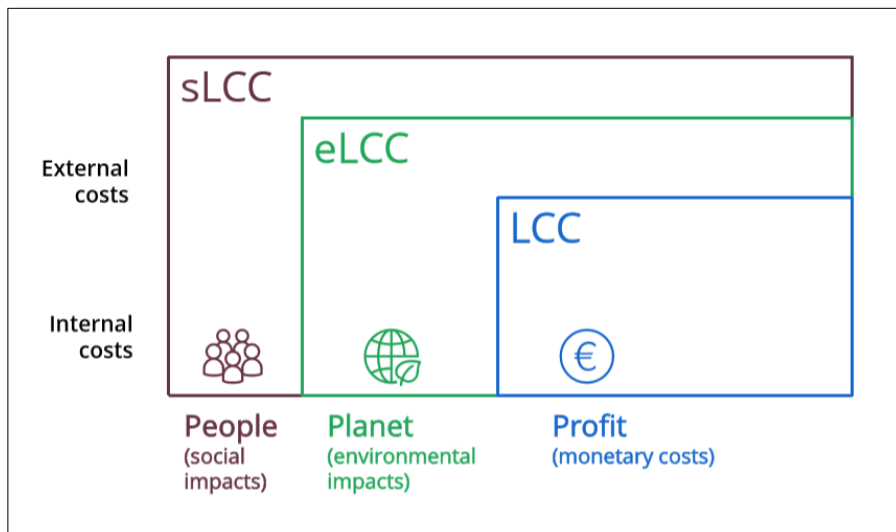 sLCC
eLCC
External
costs
LCC
Internal
costs
€
People
(social
impacts)
Planet
(environmental
impacts)
Profit
(monetary costs)